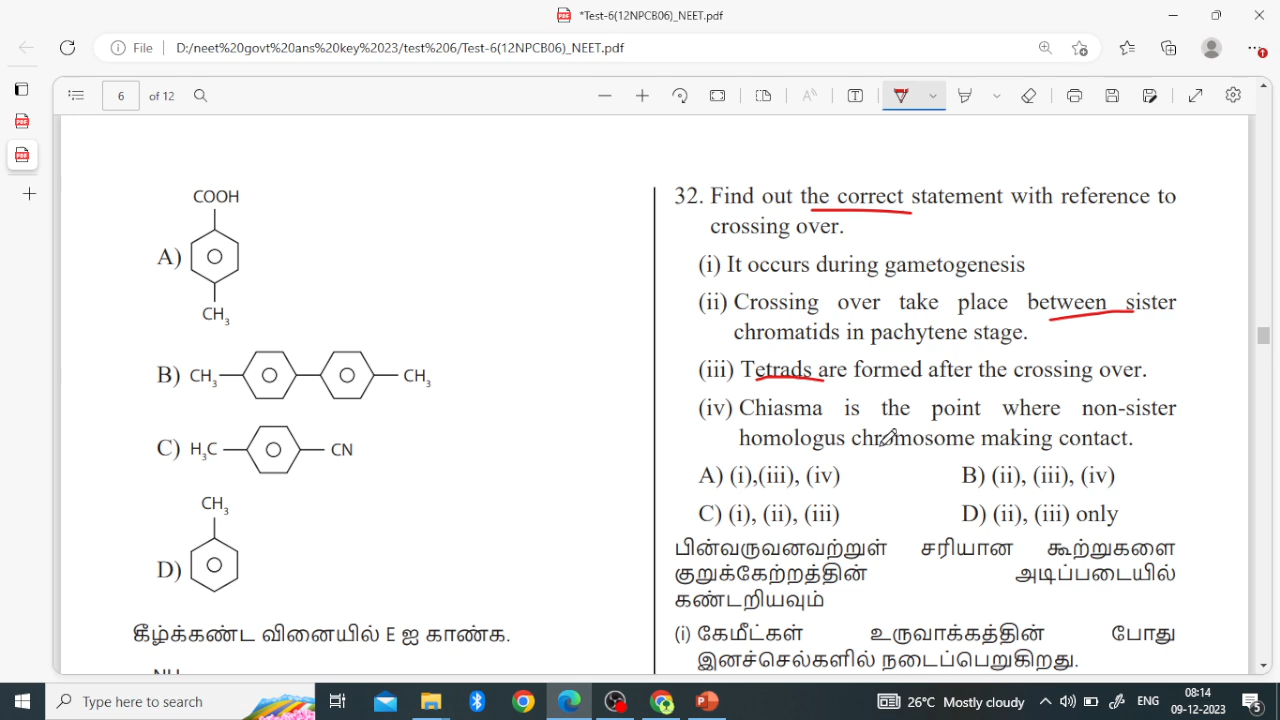 *Test-6(12NPCB06)_NEET.pdf
File
D:/neet%20govt%20ans%20key%202023/test%206/Test-6(12NPCB06)_NEET.pdf
6 of 12
COOH
A)
CH3
B) CH3 CH3
C) H3C CN
CH3
D)
கீழ்க்கண்ட வினையில் E ஐ காண்க.
NH
32. Find out the correct statement with reference to
crossing over.
(i) It occurs during gametogenesis
(ii) Crossing over take place between sister
chromatids in pachytene stage.
(iii) Tetrads are formed after the crossing over.
(iv) Chiasma is the point where non-sister
homologus chromosome making contact.
A) (i),(iii), (iv) B) (ii), (iii), (iv)
C) (i), (ii), (iii) D) (ii), (iii) only
பின்வருவனவற்றுள் சரியான கூற்றுகளை
குறுக்கேற்றத்தின் அடிப்படையில்
கண்டறியவும்
(i) கேமீட்கள் உருவாக்கத்தின் போது
இனச்செல்களில் நடைப்பெறுகிறது.
Type here to search
26°C Mostly cloudy
ENG
08:14
09-12-2023
5